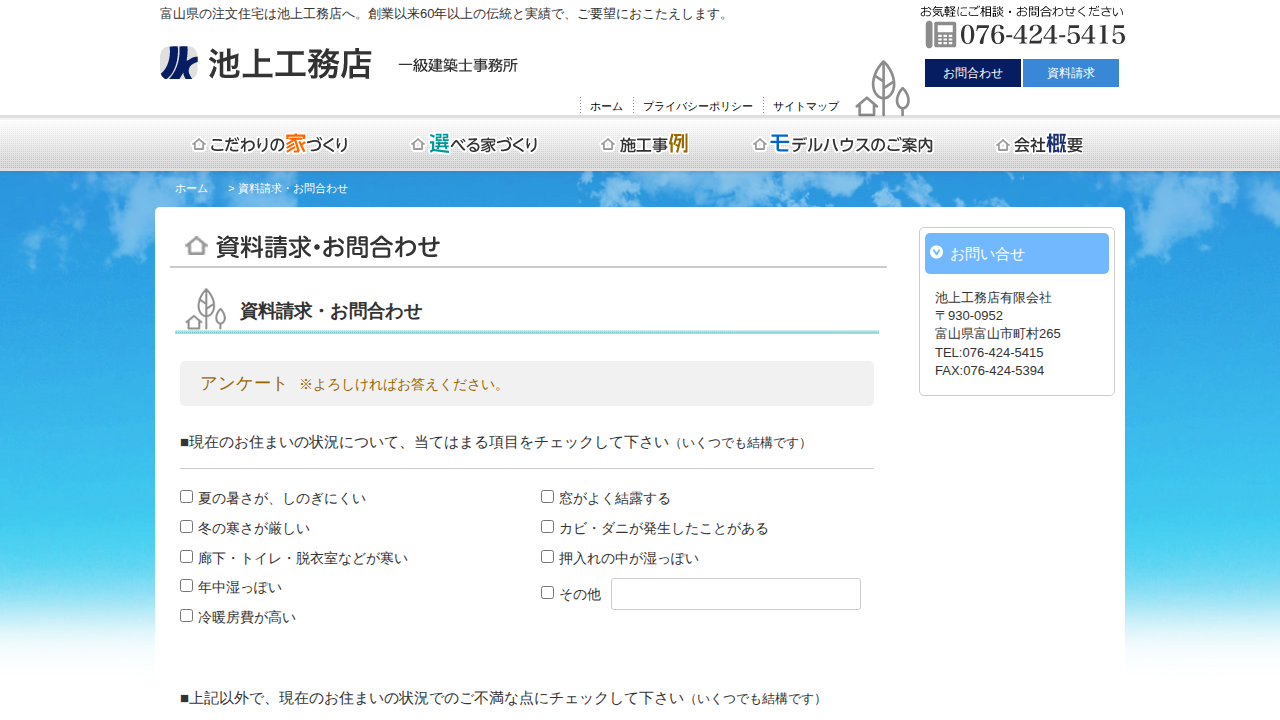 富山県の注文住宅は池上工務店へ。創業以来60年以上の伝統と実績で、ご要望におこたえします。
お気軽にご相談・お問合わせください
076-424-5415
池上工務店 一級建築士事務所
お問合わせ 資料請求
ホーム プライバシーポリシー サイトマップ
こだわりの家づくり 選べる家づくり 施工事例 モデルハウスのご案内 会社概要
ホーム > 資料請求・お問合わせ
資料請求・お問合わせ
資料請求・お問合わせ
アンケート ※よろしければお答えください。
■現在のお住まいの状況について、当てはまる項目をチェックして下さい（いくつでも結構です）
夏の暑さが、しのぎにくい
冬の寒さが厳しい
廊下・トイレ・脱衣室などが寒い
年中湿っぽい
冷暖房費が高い
窓がよく結露する
カビ・ダニが発生したことがある
押入れの中が湿っぽい
その他
■上記以外で、現在のお住まいの状況でのご不満な点にチェックして下さい（いくつでも結構です）
お問い合せ
池上工務店有限会社
〒930-0952
富山県富山市町村265
TEL:076-424-5415
FAX:076-424-5394